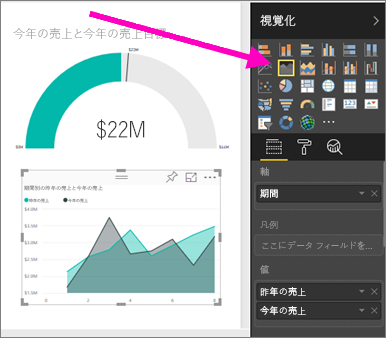 今年の売上と今年の売上目標
$22M
期間別の昨年の売上と今年の売上
昨年の売上 今年の売上
$4.0M
$3.5M
$3.0M
$2.5M
$2.0M
$1.5M
0 2 4 6 8
視覚化
軸
期間
凡例
ここにデータ フィールドを...
値
昨年の売上
今年の売上